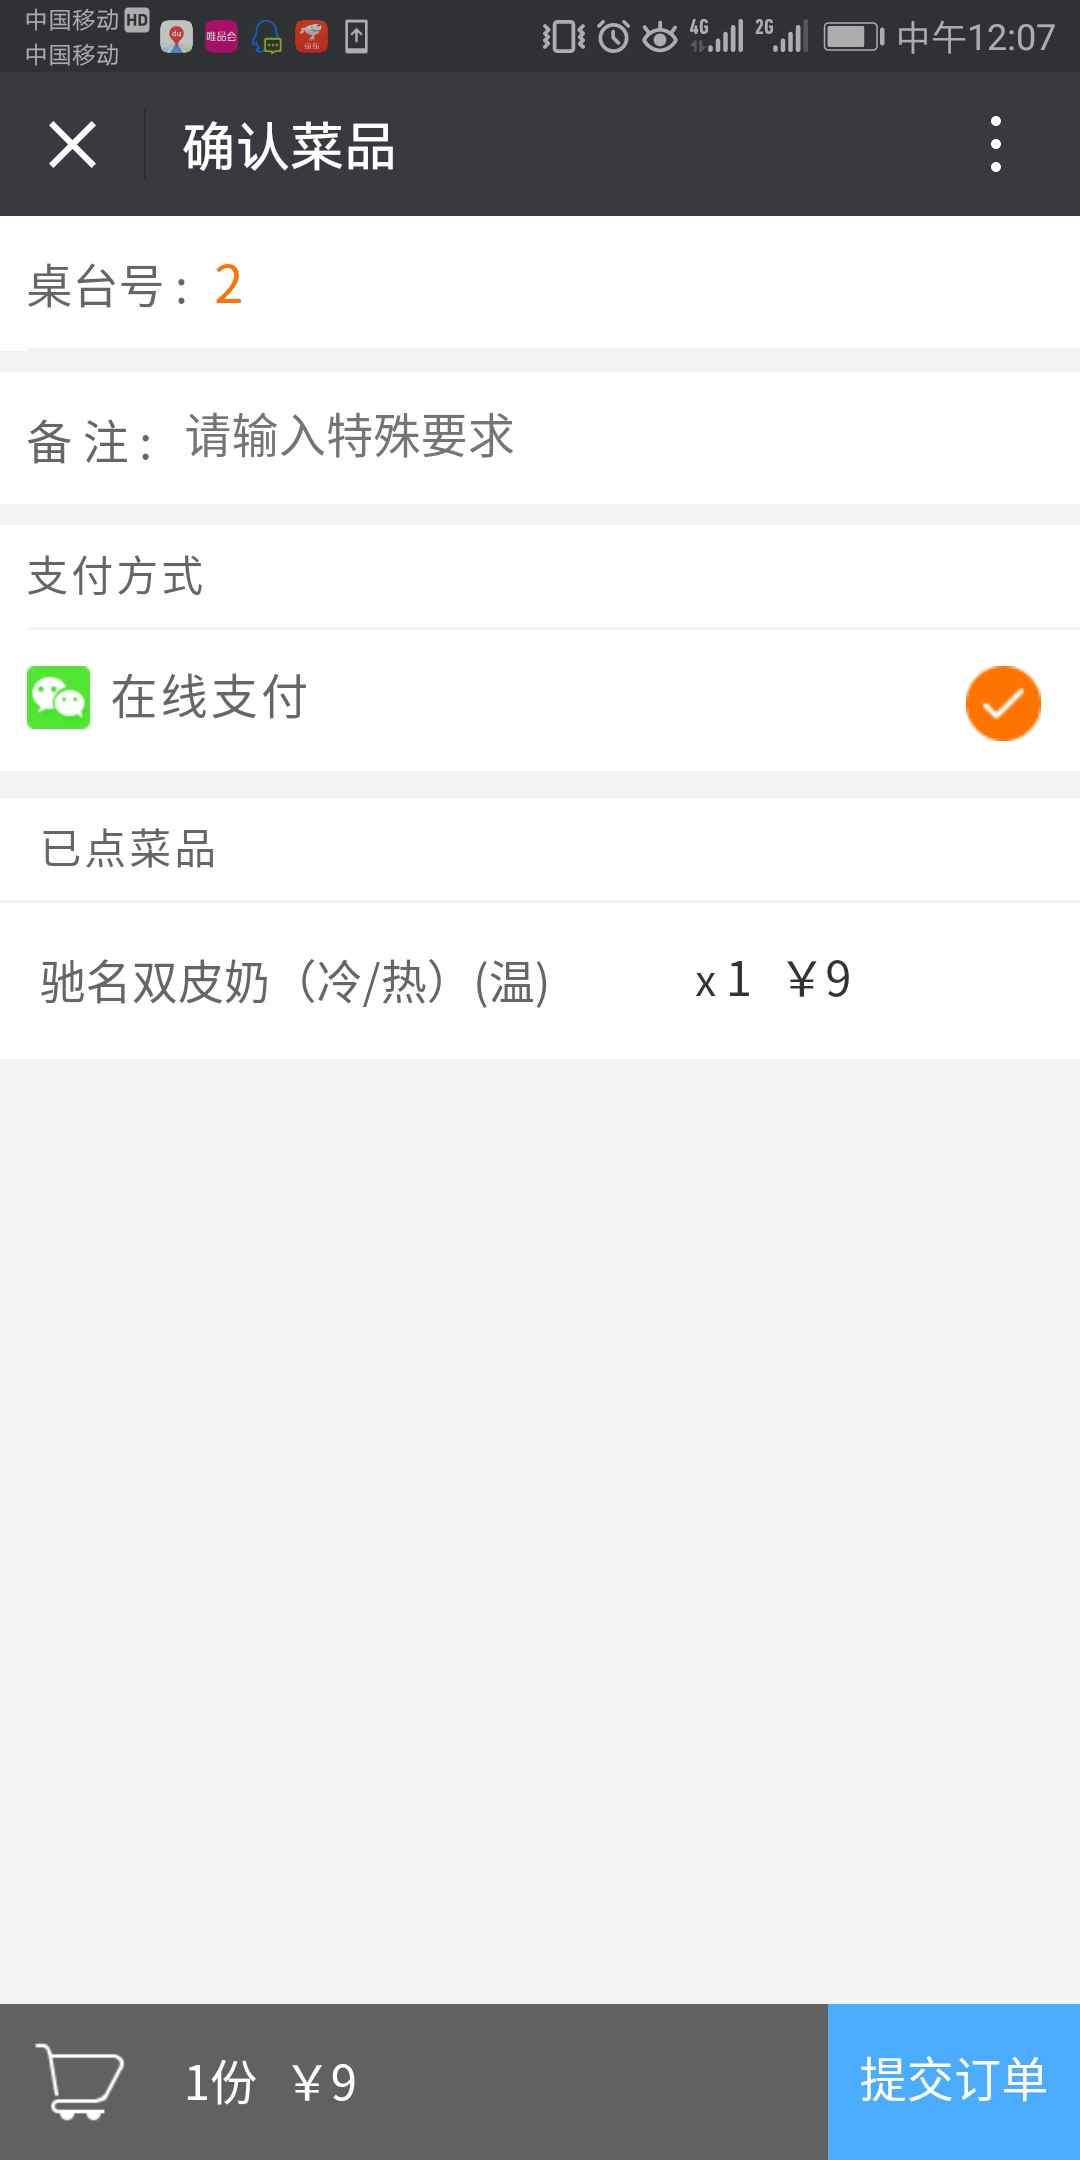 中国移动 HD
中国移动
du 唯品会 京东 4G 2G 中午12:07
确认菜品
桌台号: 2
备 注: 请输入特殊要求
支付方式
在线支付
已点菜品
驰名双皮奶（冷/热）(温) x 1 ￥9
1份 ￥9 提交订单